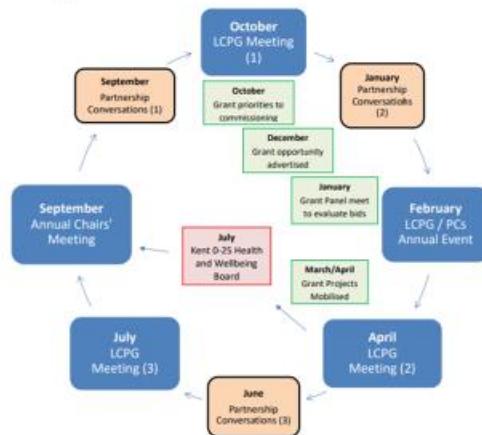 October
LCPG Meeting
(1)
September
Partnership
Conversations (1)
January
Partnership
Conversations
(2)
October
Grant priorities to
commissioning
December
Grant opportunity
advertised
January
Grant Panel meet
to evaluate bids
September
Annual Chairs'
Meeting
July
Kent 0-25 Health
and Wellbeing
Board
February
LCPG / PCs
Annual Event
March/April
Grant Projects
Mobilised
July
LCPG
Meeting (3)
April
LCPG
Meeting (2)
June
Partnership
Conversations (3)